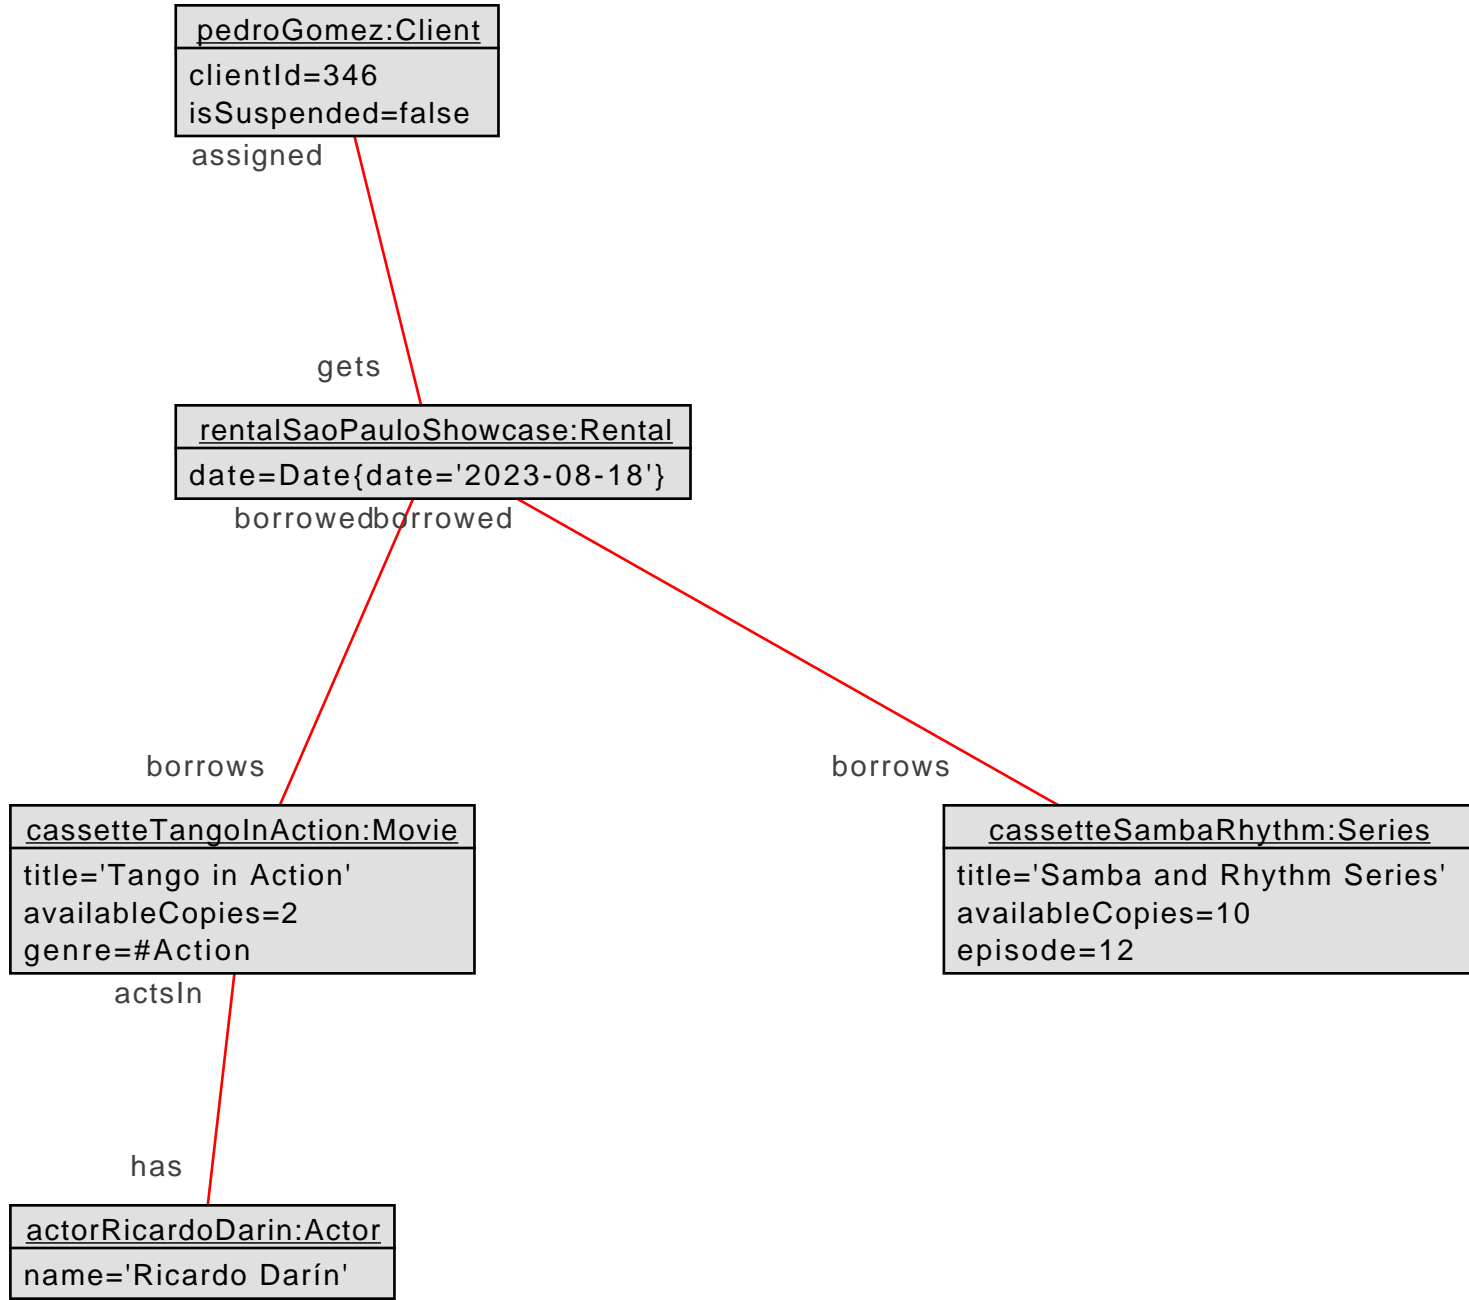 pedroGomez:Client
clientId=346
isSuspended=false
assigned
gets
rentalSaoPauloShowcase:Rental
date=Date{date='2023-08-18'}
borrowed
borrowed
borrows
borrows
cassetteTangoInAction:Movie
title='Tango in Action'
availableCopies=2
genre=#Action
cassetteSambaRhythm:Series
title='Samba and Rhythm Series'
availableCopies=10
episode=12
actsIn
has
actorRicardoDarin:Actor
name='Ricardo Darín'